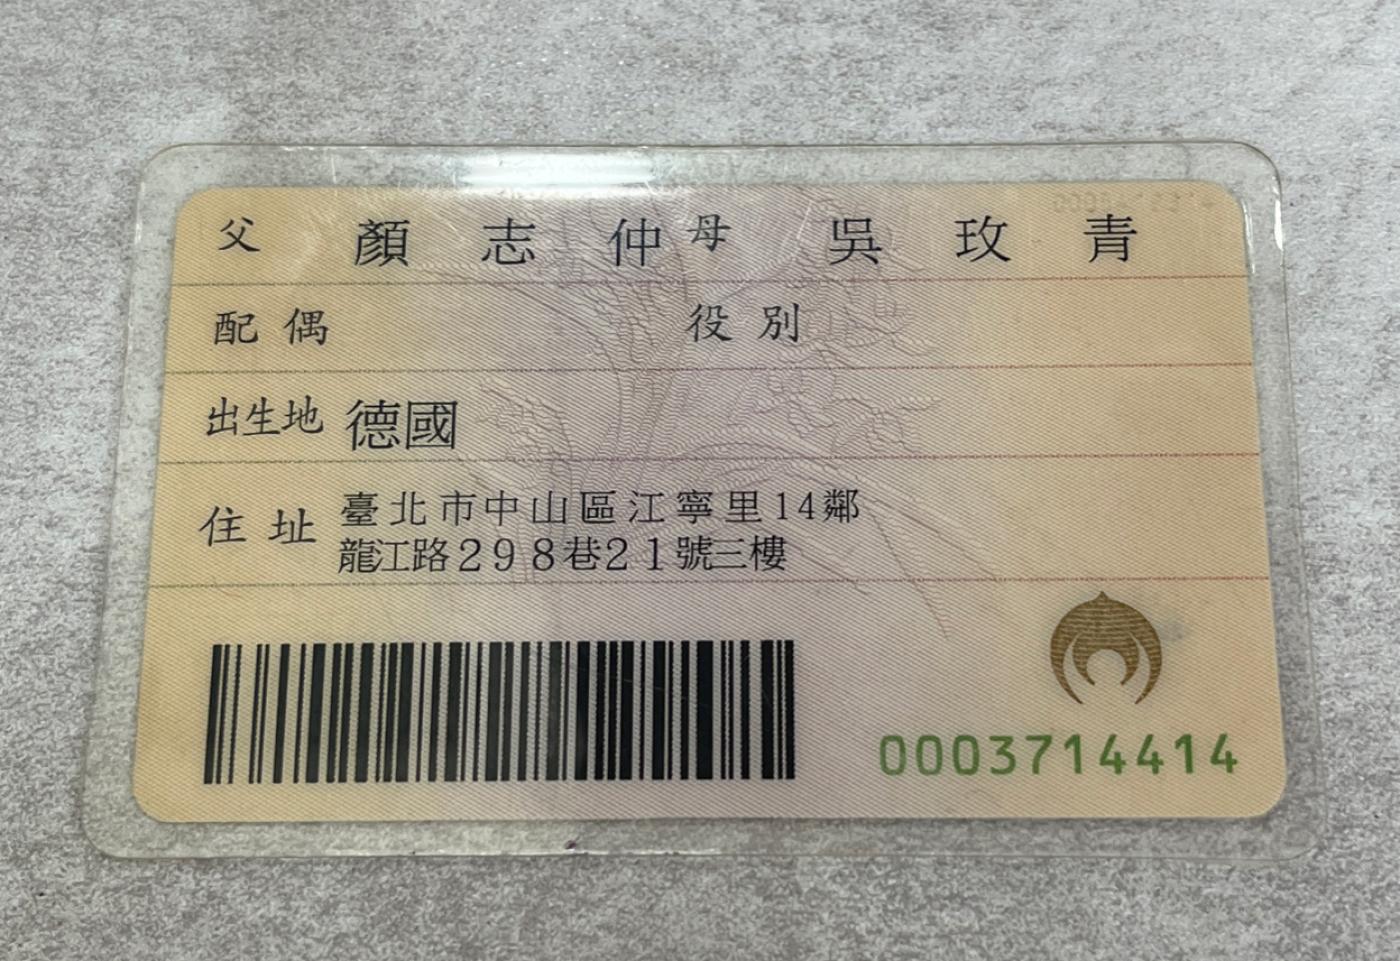 父 顏志仲 母 吳玫青
配偶 役別
出生地 德國
住址 臺北市中山區江寧里14鄰
龍江路298巷21號三樓
0003714414